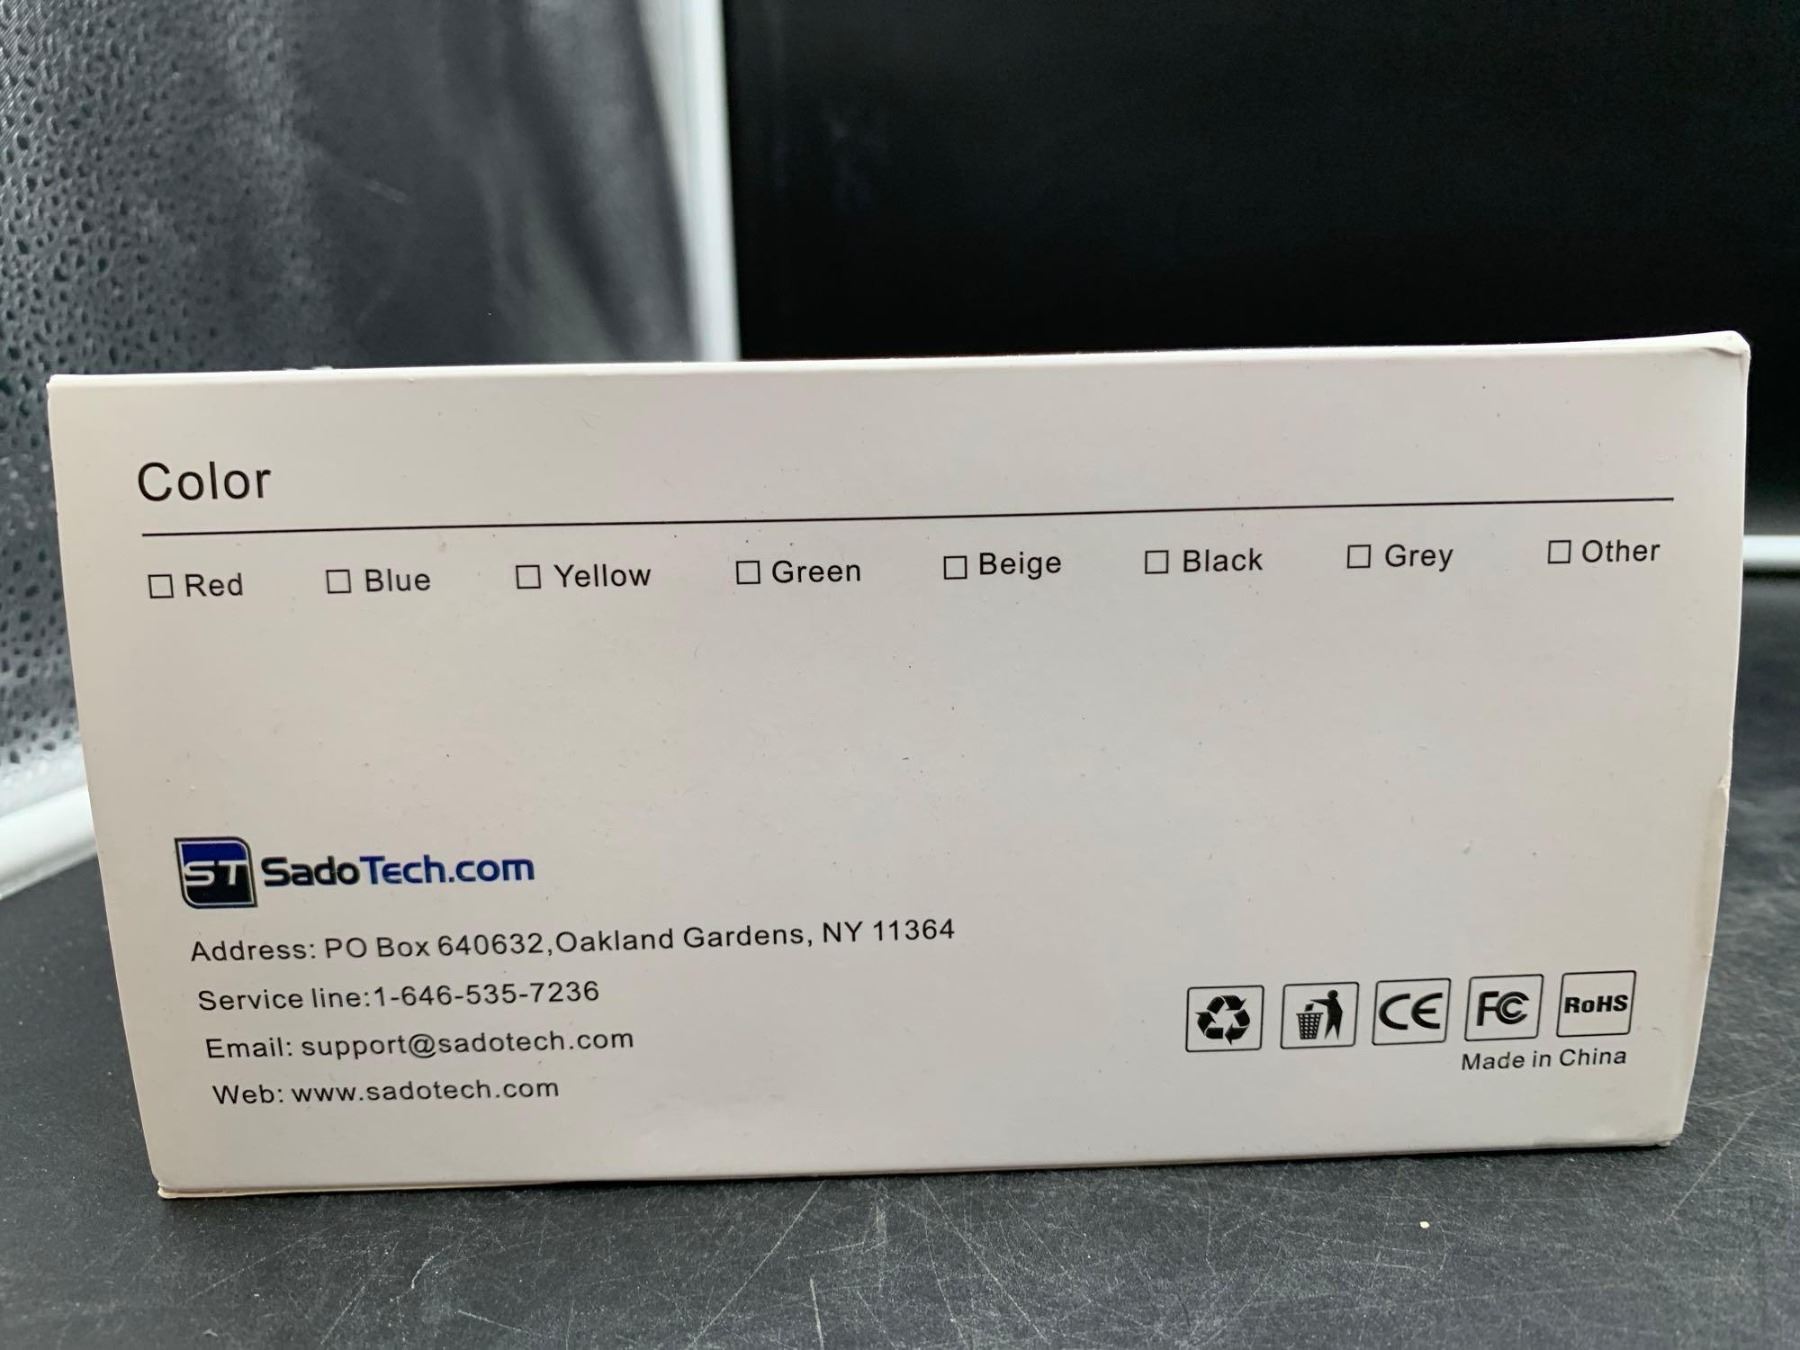 Color
☐ Red ☐ Blue ☐ Yellow ☐ Green ☐ Beige ☐ Black ☐ Grey ☐ Other
ST SadoTech.com
Address: PO Box 640632,Oakland Gardens, NY 11364
Service line:1-646-535-7236
Email: support@sadotech.com
Web: www.sadotech.com
CE FC RoHS
Made in China